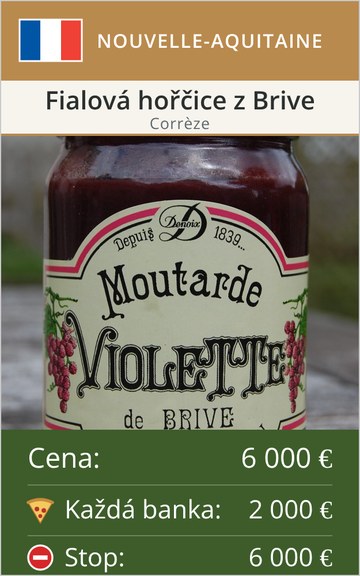 NOUVELLE-AQUITAINE
Fialová hořčice z Brive
Corrèze
Depuis Denoix 1839...
Moutarde
VIOLETTE
de BRIVE
Cena: 6 000 €
Každá banka: 2 000 €
Stop: 6 000 €